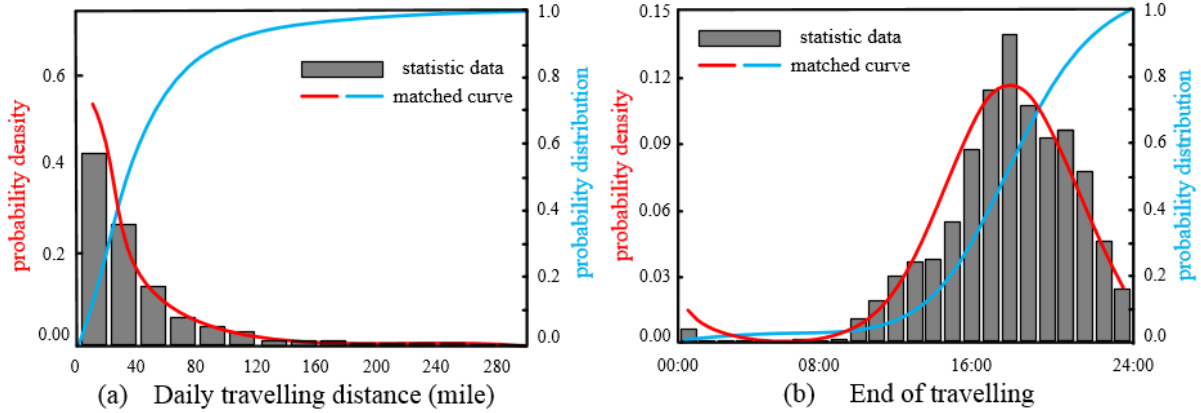 probability density
0.6
0.4
0.2
0.00
statistic data
matched curve
1.0
0.8
0.6
0.4
0.2
0.0
probability distribution
0 40 80 120 160 200 240 300
(a) Daily travelling distance (mile)
probability density
0.15
0.12
0.09
0.06
0.03
0.00
statistic data
matched curve
1.0
0.8
0.6
0.4
0.2
0.0
probability distribution
00:00 08:00 16:00 24:00
(b) End of travelling